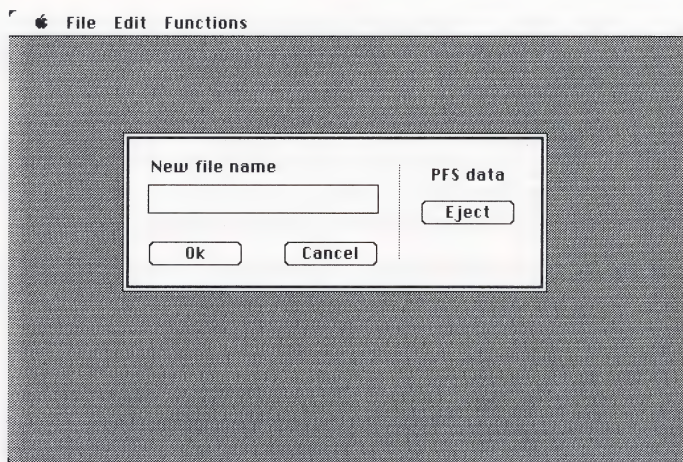 File Edit Functions
New file name
PFS data
Eject
Ok Cancel